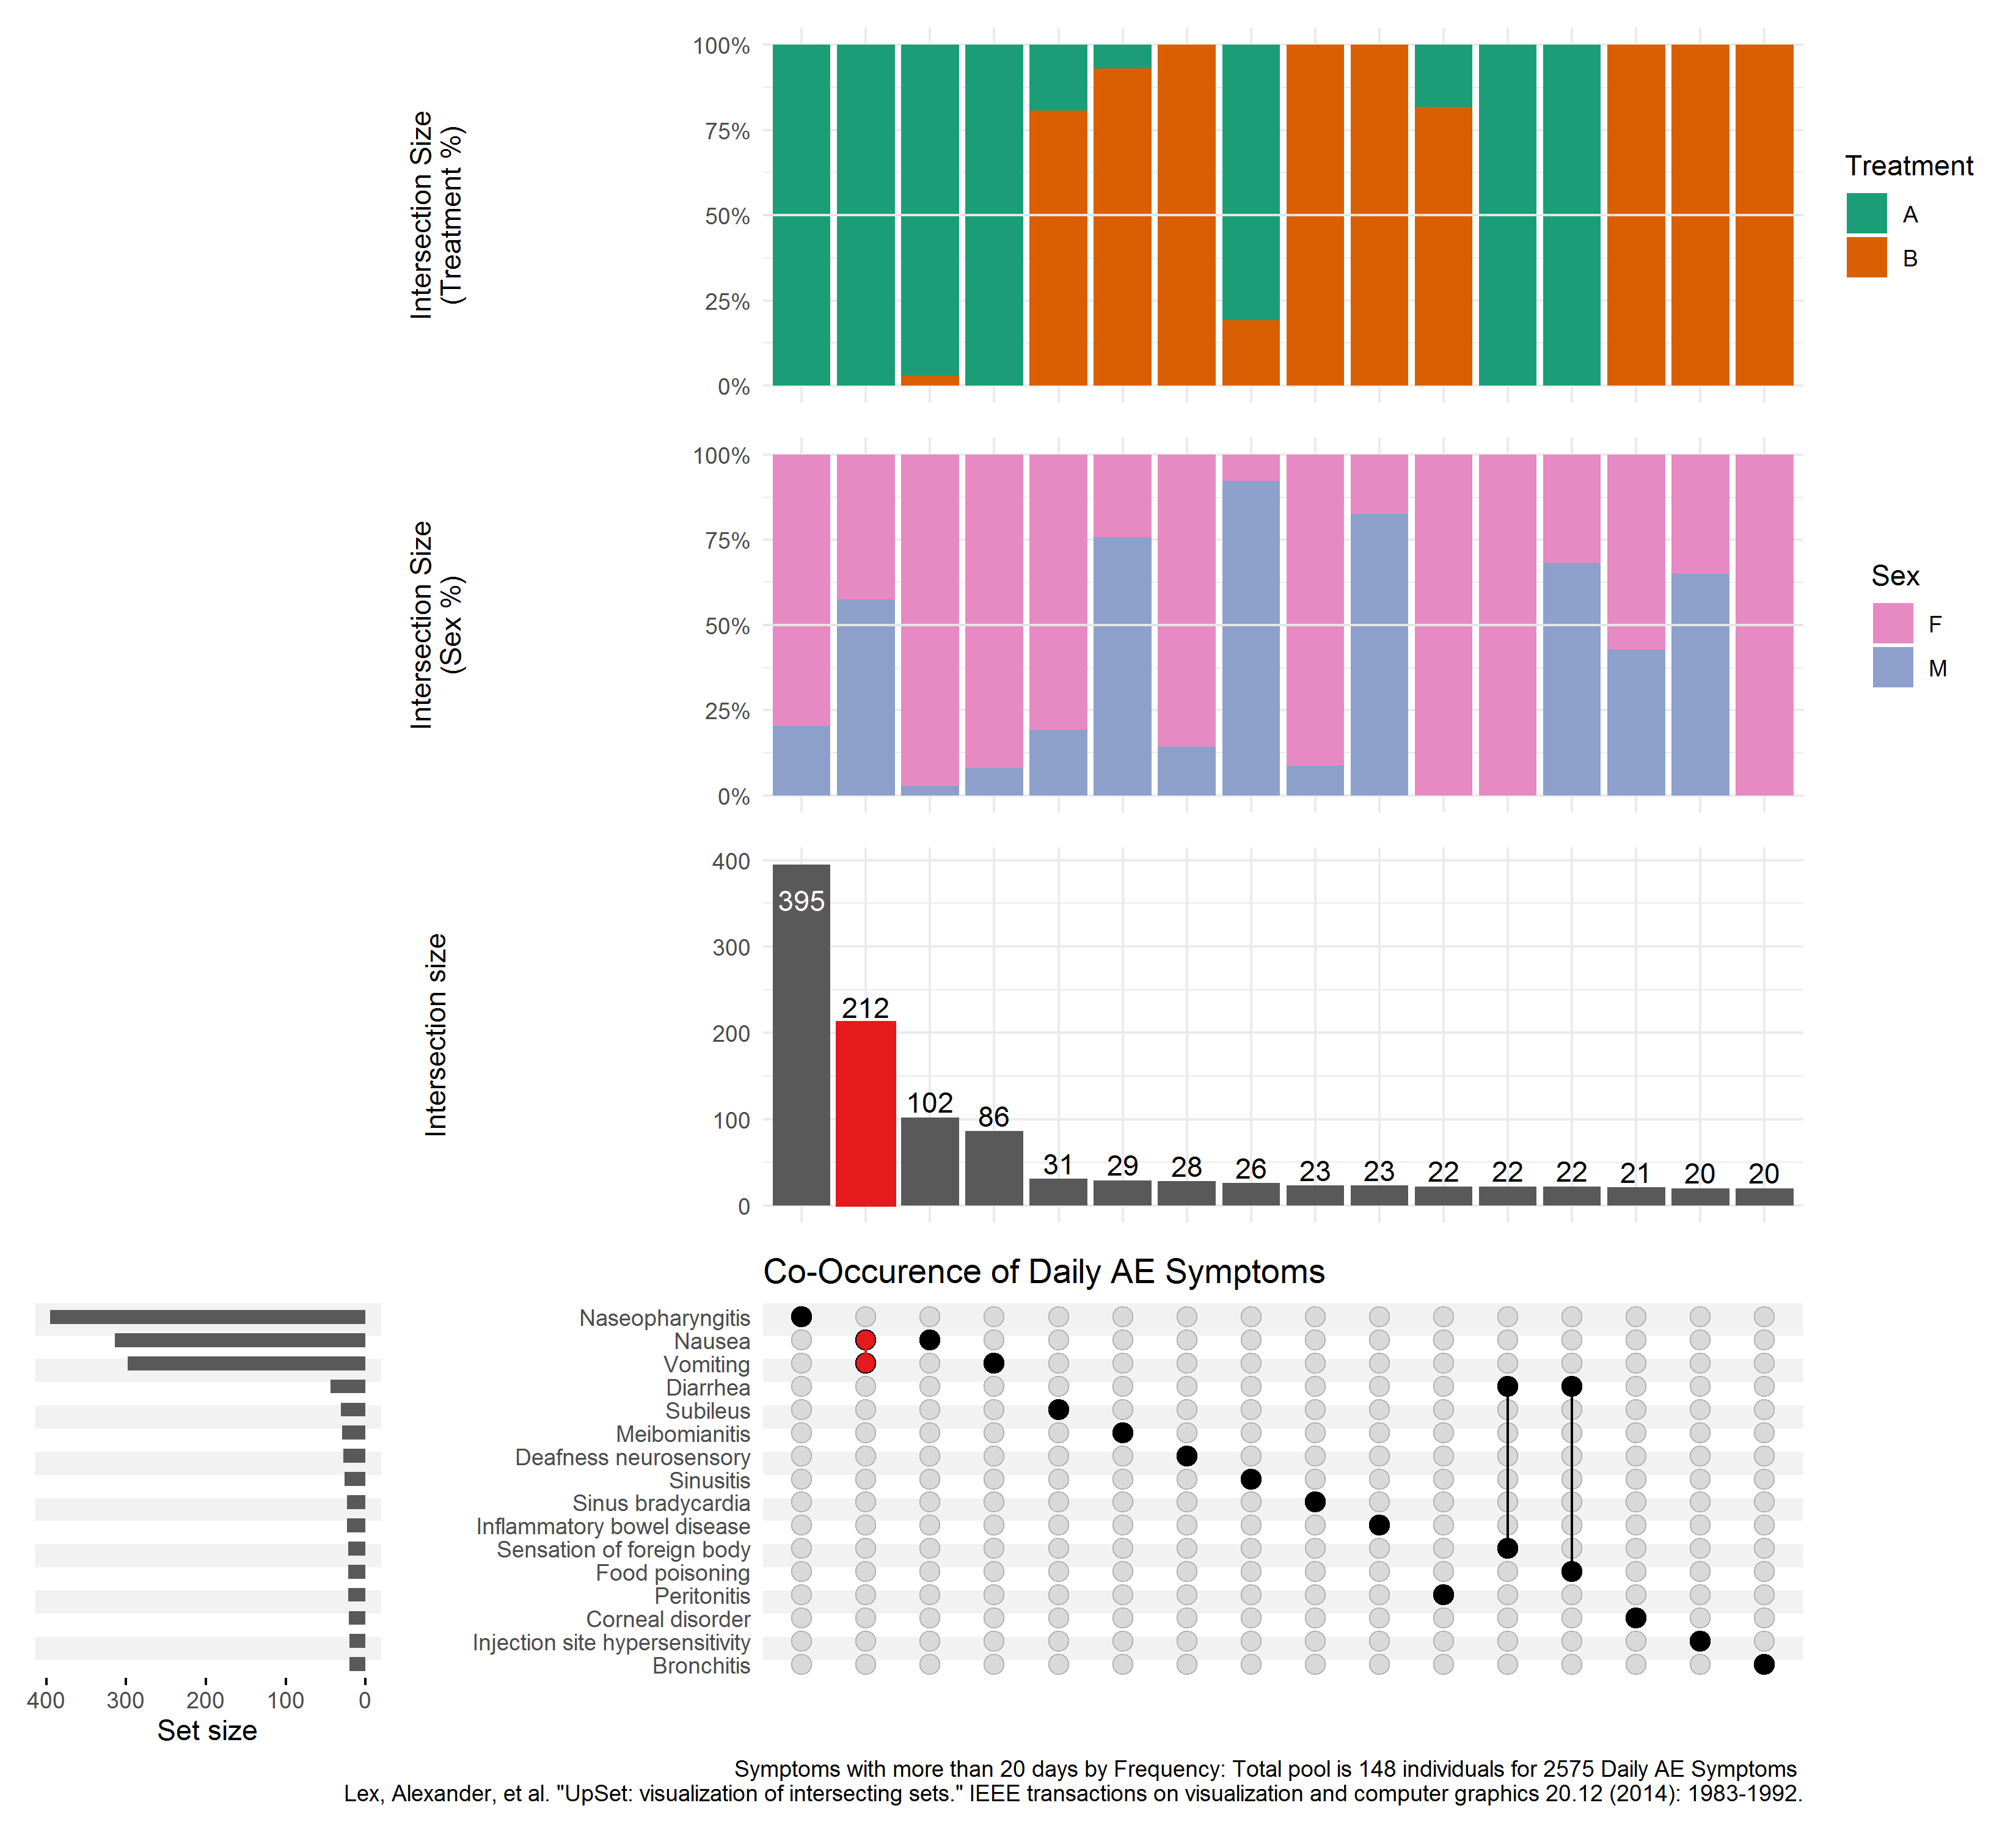 100%
75%
50%
25%
0%
Intersection Size
(Treatment %)
Treatment
A
B
100%
75%
50%
25%
0%
Intersection Size
(Sex %)
Sex
F
M
400
300
200
100
0
Intersection size
395
212
102
86
31
29
28
26
23
23
22
22
22
21
20
20
Co-Occurence of Daily AE Symptoms
Naseopharyngitis
Nausea
Vomiting
Diarrhea
Subileus
Meibomianitis
Deafness neurosensory
Sinusitis
Sinus bradycardia
Inflammatory bowel disease
Sensation of foreign body
Food poisoning
Peritonitis
Corneal disorder
Injection site hypersensitivity
Bronchitis
400 300 200 100 0
Set size
Symptoms with more than 20 days by Frequency: Total pool is 148 individuals for 2575 Daily AE Symptoms
Lex, Alexander, et al. "UpSet: visualization of intersecting sets." IEEE transactions on visualization and computer graphics 20.12 (2014): 1983-1992.